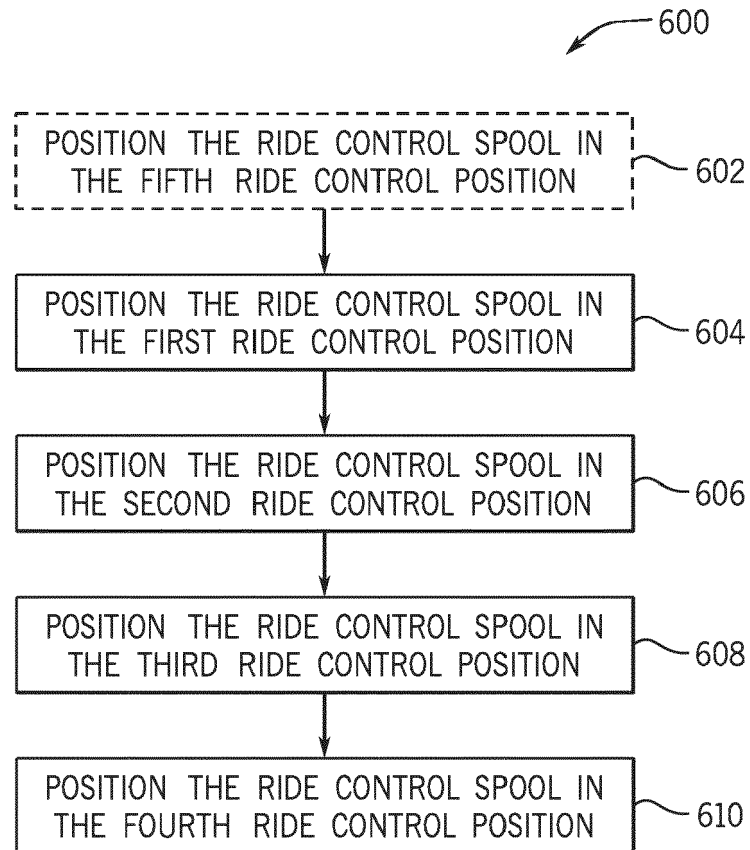 600
POSITION THE RIDE CONTROL SPOOL IN
THE FIFTH RIDE CONTROL POSITION
602
POSITION THE RIDE CONTROL SPOOL IN
THE FIRST RIDE CONTROL POSITION
604
POSITION THE RIDE CONTROL SPOOL IN
THE SECOND RIDE CONTROL POSITION
606
POSITION THE RIDE CONTROL SPOOL IN
THE THIRD RIDE CONTROL POSITION
608
POSITION THE RIDE CONTROL SPOOL IN
THE FOURTH RIDE CONTROL POSITION
610